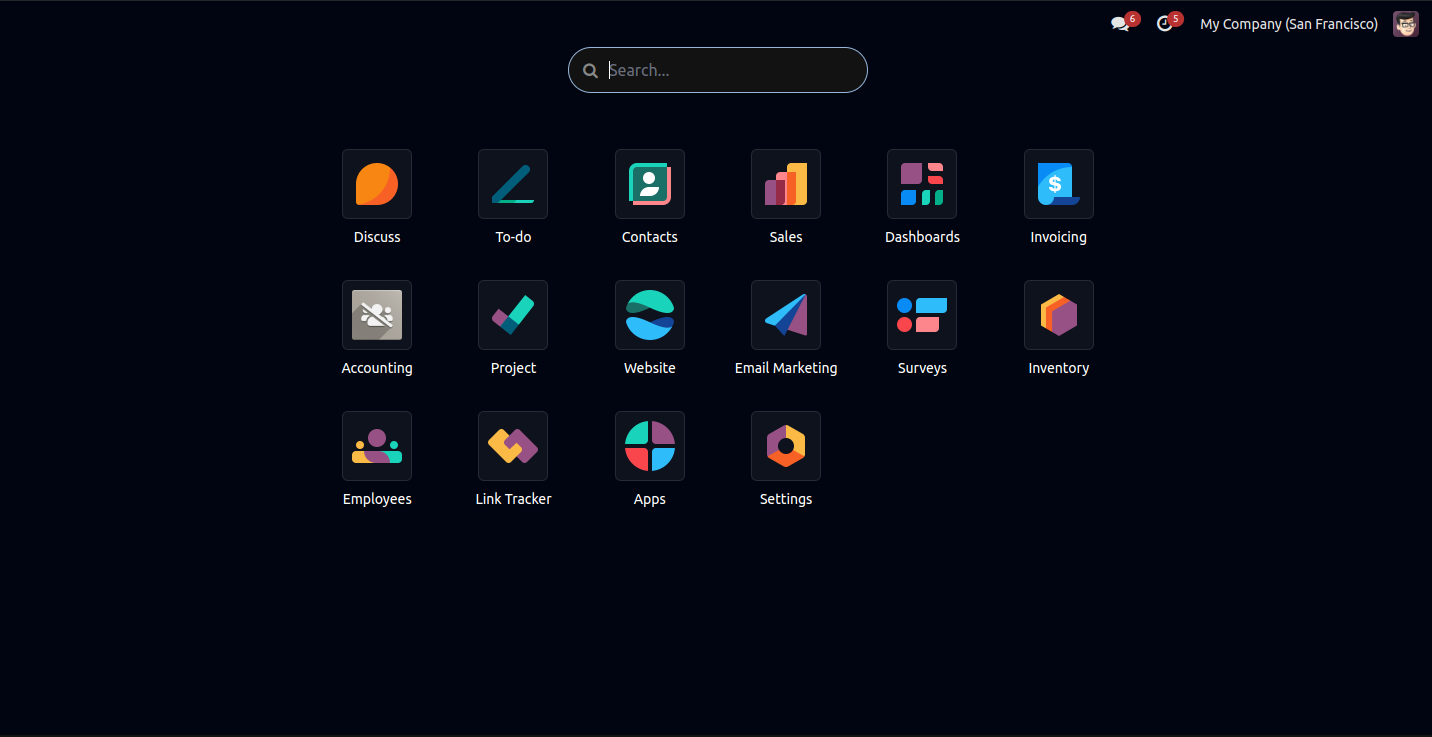 6 5 My Company (San Francisco)
Search...
Discuss To-do Contacts Sales Dashboards Invoicing
$
Accounting Project Website Email Marketing Surveys Inventory
Employees Link Tracker Apps Settings